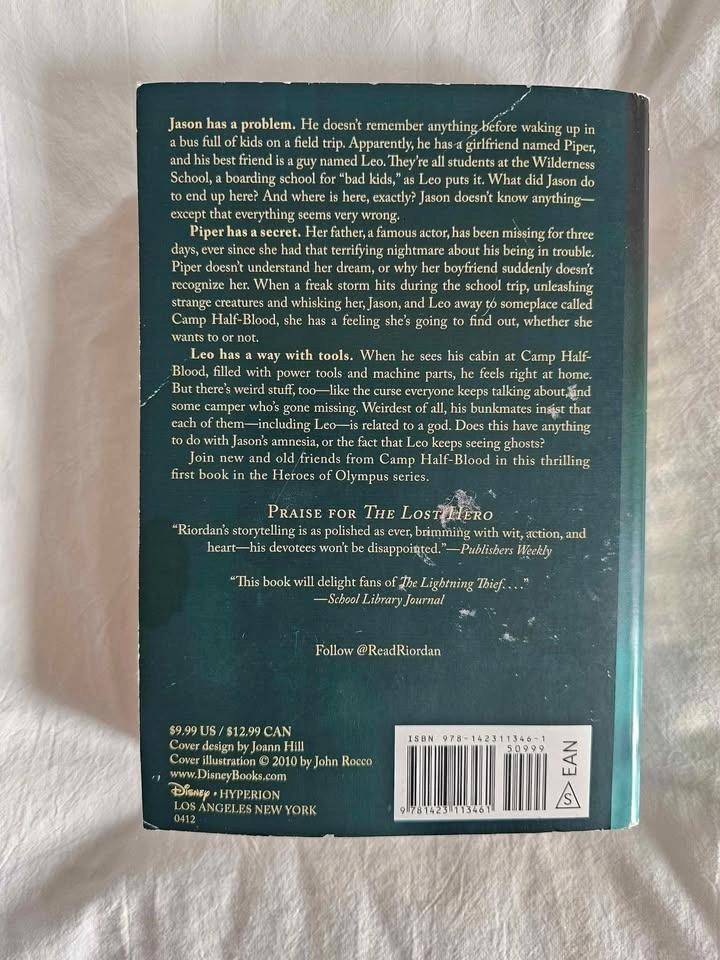 Jason has a problem. He doesn't remember anything before waking up in
a bus full of kids on a field trip. Apparently, he has a girlfriend named Piper,
and his best friend is a guy named Leo. They're all students at the Wilderness
School, a boarding school for “bad kids,” as Leo puts it. What did Jason do
to end up here? And where is here, exactly? Jason doesn't know anything—
except that everything seems very wrong.
Piper has a secret. Her father, a famous actor, has been missing for three
days, ever since she had that terrifying nightmare about his being in trouble.
Piper doesn't understand her dream, or why her boyfriend suddenly doesn't
recognize her. When a freak storm hits during the school trip, unleashing
strange creatures and whisking her, Jason, and Leo away to someplace called
Camp Half-Blood, she has a feeling she's going to find out, whether she
wants to or not.
Leo has a way with tools. When he sees his cabin at Camp Half-
Blood, filled with power tools and machine parts, he feels right at home.
But there's weird stuff, too—like the curse everyone keeps talking about, and
some camper who's gone missing. Weirdest of all, his bunkmates insist that
each of them—including Leo—is related to a god. Does this have anything
to do with Jason's amnesia, or the fact that Leo keeps seeing ghosts?
Join new and old friends from Camp Half-Blood in this thrilling
first book in the Heroes of Olympus series.
PRAISE FOR THE LOST HERO
“Riordan's storytelling is as polished as ever, brimming with wit, action, and
heart—his devotees won't be disappointed.”—Publishers Weekly
“This book will delight fans of The Lightning Thief. . . .”
—School Library Journal
Follow @ReadRiordan
$9.99 US / $12.99 CAN
Cover design by Joann Hill
Cover illustration © 2010 by John Rocco
www.DisneyBooks.com
Disney • HYPERION
LOS ANGELES NEW YORK
0412
ISBN 978-142311346-1
50999
9 781423 113461
S EAN